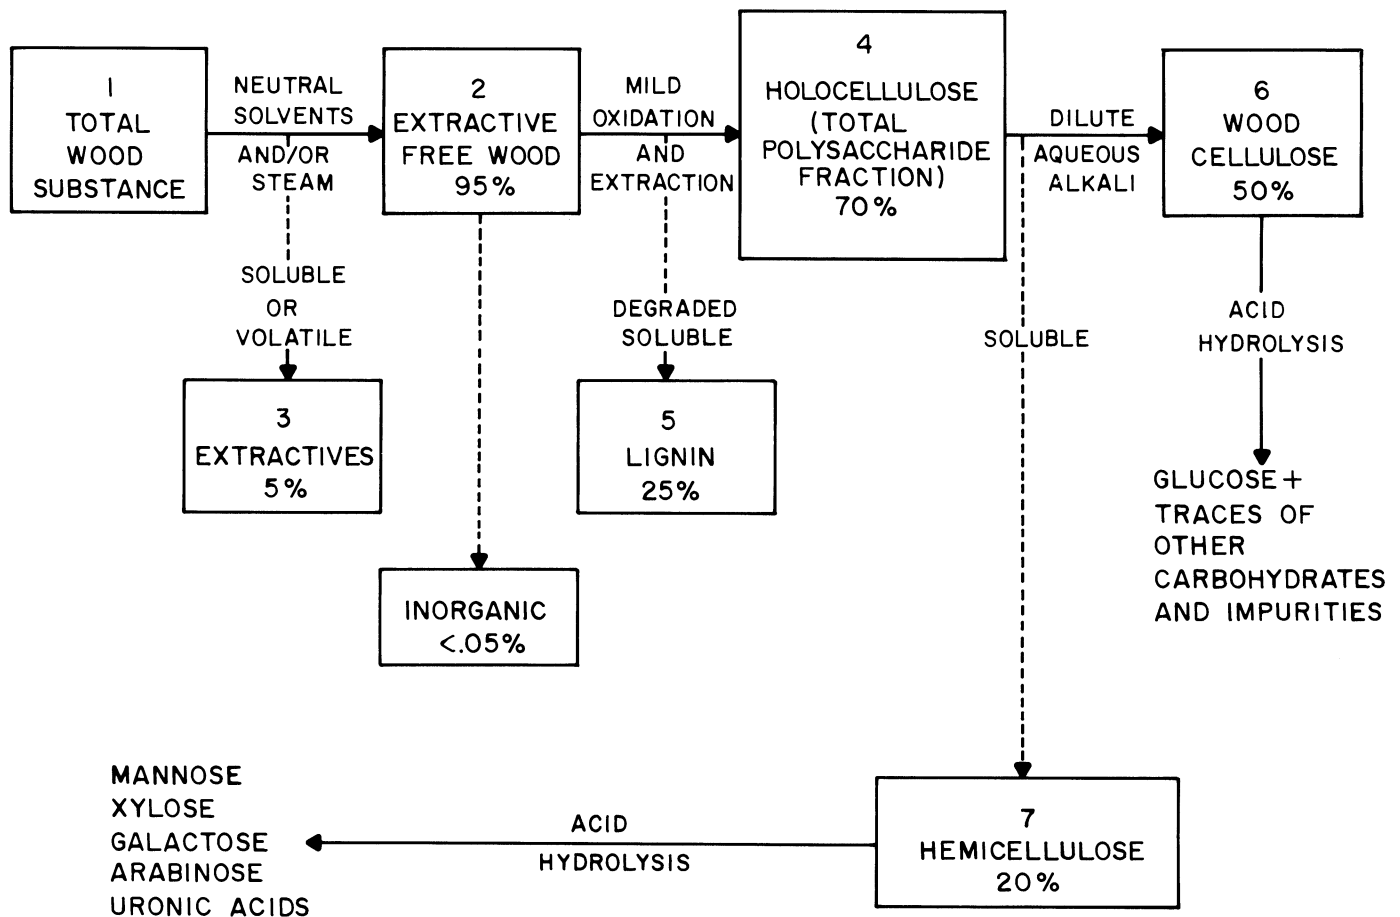 1
TOTAL
WOOD
SUBSTANCE
NEUTRAL
SOLVENTS
AND/OR
STEAM
SOLUBLE
OR
VOLATILE
3
EXTRACTIVES
5%
2
EXTRACTIVE
FREE WOOD
95%
INORGANIC
<.05%
MILD
OXIDATION
AND
EXTRACTION
DEGRADED
SOLUBLE
5
LIGNIN
25%
4
HOLOCELLULOSE
(TOTAL
POLYSACCHARIDE
FRACTION)
70%
DILUTE
AQUEOUS
ALKALI
SOLUBLE
6
WOOD
CELLULOSE
50%
ACID
HYDROLYSIS
GLUCOSE+
TRACES OF
OTHER
CARBOHYDRATES
AND IMPURITIES
7
HEMICELLULOSE
20%
ACID
HYDROLYSIS
MANNOSE
XYLOSE
GALACTOSE
ARABINOSE
URONIC ACIDS